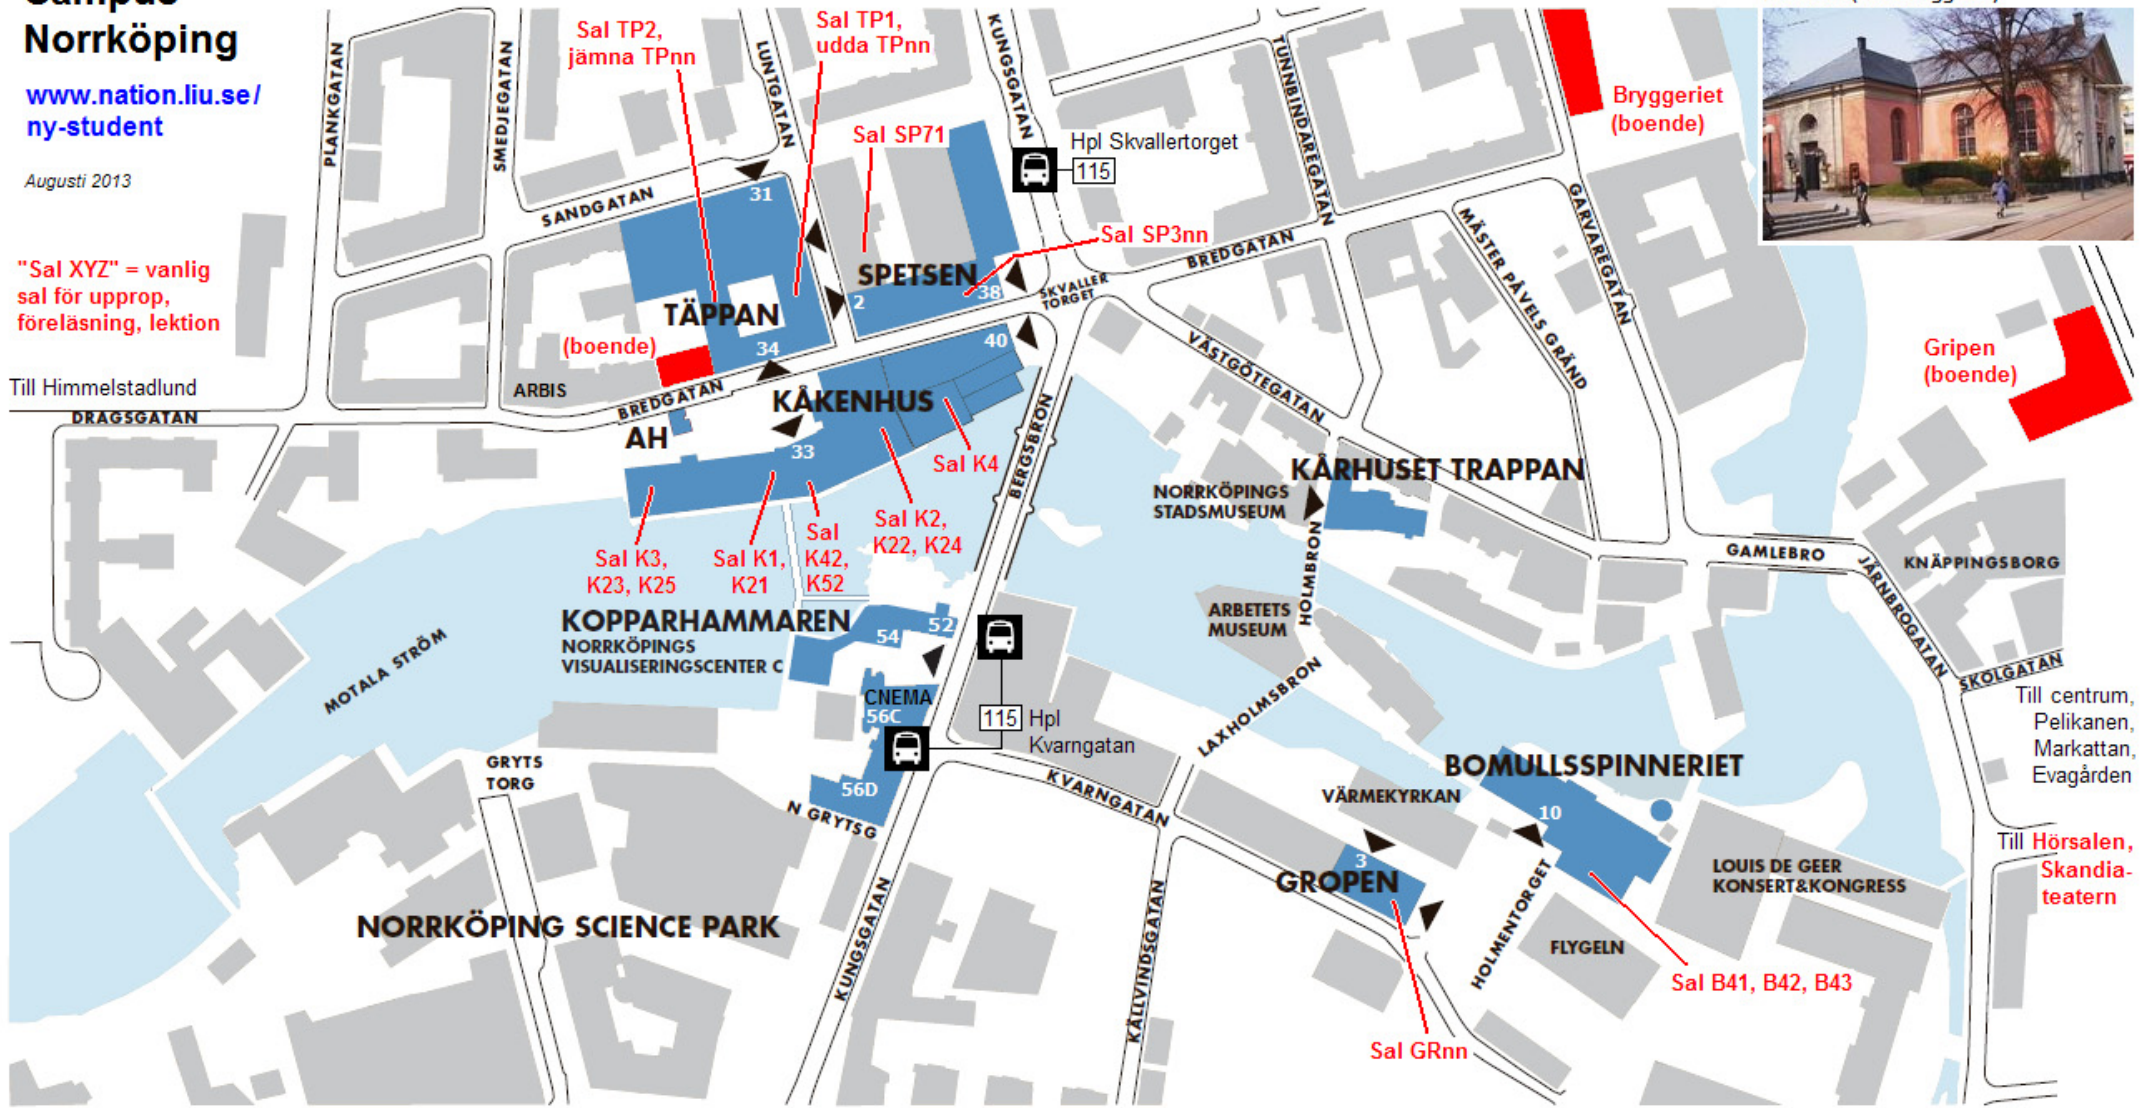 Campus
Norrköping
www.nation.liu.se/
ny-student
Augusti 2013
"Sal XYZ" = vanlig
sal för upprop,
föreläsning, lektion
Till Himmelstadlund
DRAGSGATAN
PLANKGATAN
SMEDJEGATAN
Sal TP2,
jämna TPnn
LUNTGATAN
Sal TP1,
udda TPnn
KUNGSGATAN
TUNNBINDAREGATAN
Bryggeriet
(boende)
Sal SP71
Hpl Skvallertorget
115
SANDGATAN
31
Sal SP3nn
BREDGATAN
MÄSTER PÅVELS GRÄND
GARVAREGATAN
SPETSEN
2
38
SKVALLER
TORGET
TÄPPAN
34
(boende)
40
ARBIS
BREDGATAN
KÅKENHUS
AH
33
VÄSTGÖTEGATAN
Gripen
(boende)
BERGSBRON
Sal K4
Sal K3,
K23, K25
Sal K1,
K21
Sal
K42,
K52
Sal K2,
K22, K24
KÅRHUSET TRAPPAN
NORRKÖPINGS
STADSMUSEUM
HOLMBRON
GAMLEBRO
JÄRNBROGATAN
KNÄPPINGSBORG
SKOLGATAN
ARBETETS
MUSEUM
KOPPARHAMMAREN
NORRKÖPINGS
VISUALISERINGSCENTER C
54
52
MOTALA STRÖM
CNEMA
56C
56D
115 Hpl
Kvarngatan
LAXHOLMSBRON
Till centrum,
Pelikanen,
Markattan,
Evagården
GRYTS
TORG
N GRYTSG
KVARNGATAN
BOMULLSSPINNERIET
VÄRMEKYRKAN
10
3
GROPEN
HOLMENTORGET
LOUIS DE GEER
KONSERT&KONGRESS
Till Hörsalen,
Skandia-
teatern
NORRKÖPING SCIENCE PARK
KUNGSGATAN
KÄLLVINDSGATAN
FLYGELN
Sal B41, B42, B43
Sal GRnn